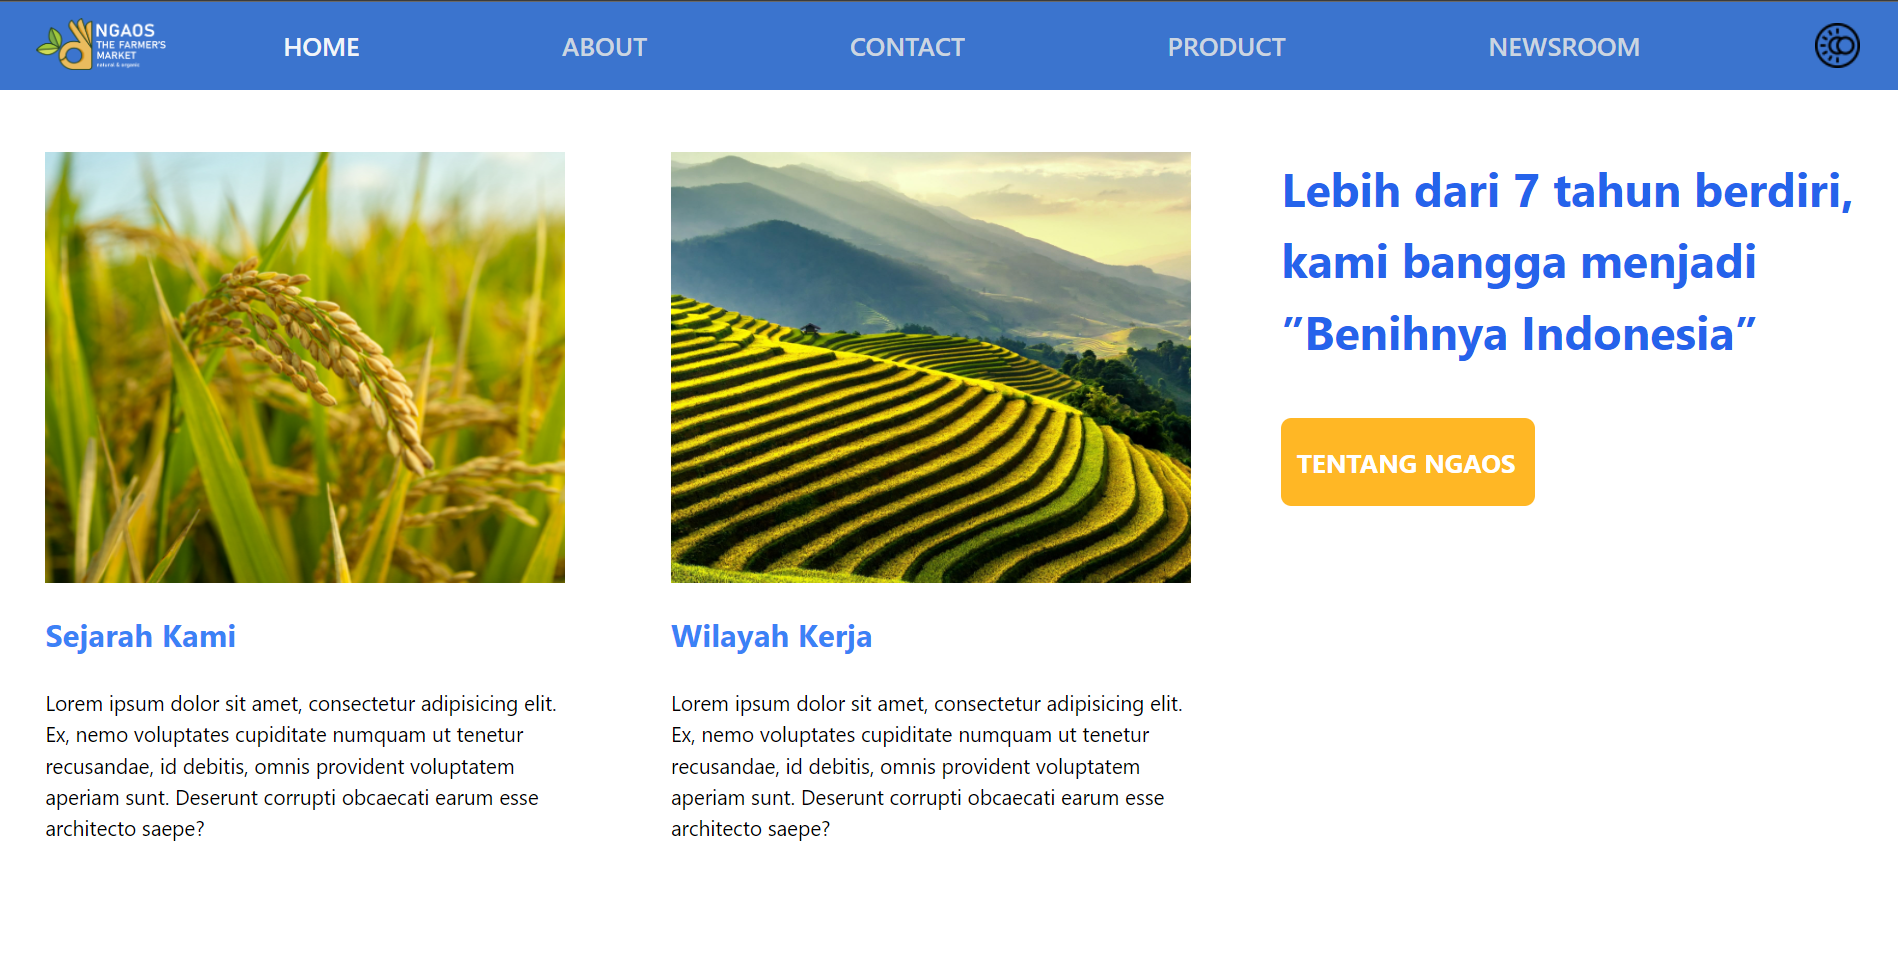 NGAOS
THE FARMER'S
MARKET
natural & organic
HOME
ABOUT
CONTACT
PRODUCT
NEWSROOM
Sejarah Kami
Lorem ipsum dolor sit amet, consectetur adipisicing elit.
Ex, nemo voluptates cupiditate numquam ut tenetur
recusandae, id debitis, omnis provident voluptatem
aperiam sunt. Deserunt corrupti obcaecati earum esse
architecto saepe?
Wilayah Kerja
Lorem ipsum dolor sit amet, consectetur adipisicing elit.
Ex, nemo voluptates cupiditate numquam ut tenetur
recusandae, id debitis, omnis provident voluptatem
aperiam sunt. Deserunt corrupti obcaecati earum esse
architecto saepe?
Lebih dari 7 tahun berdiri,
kami bangga menjadi
”Benihnya Indonesia”
TENTANG NGAOS